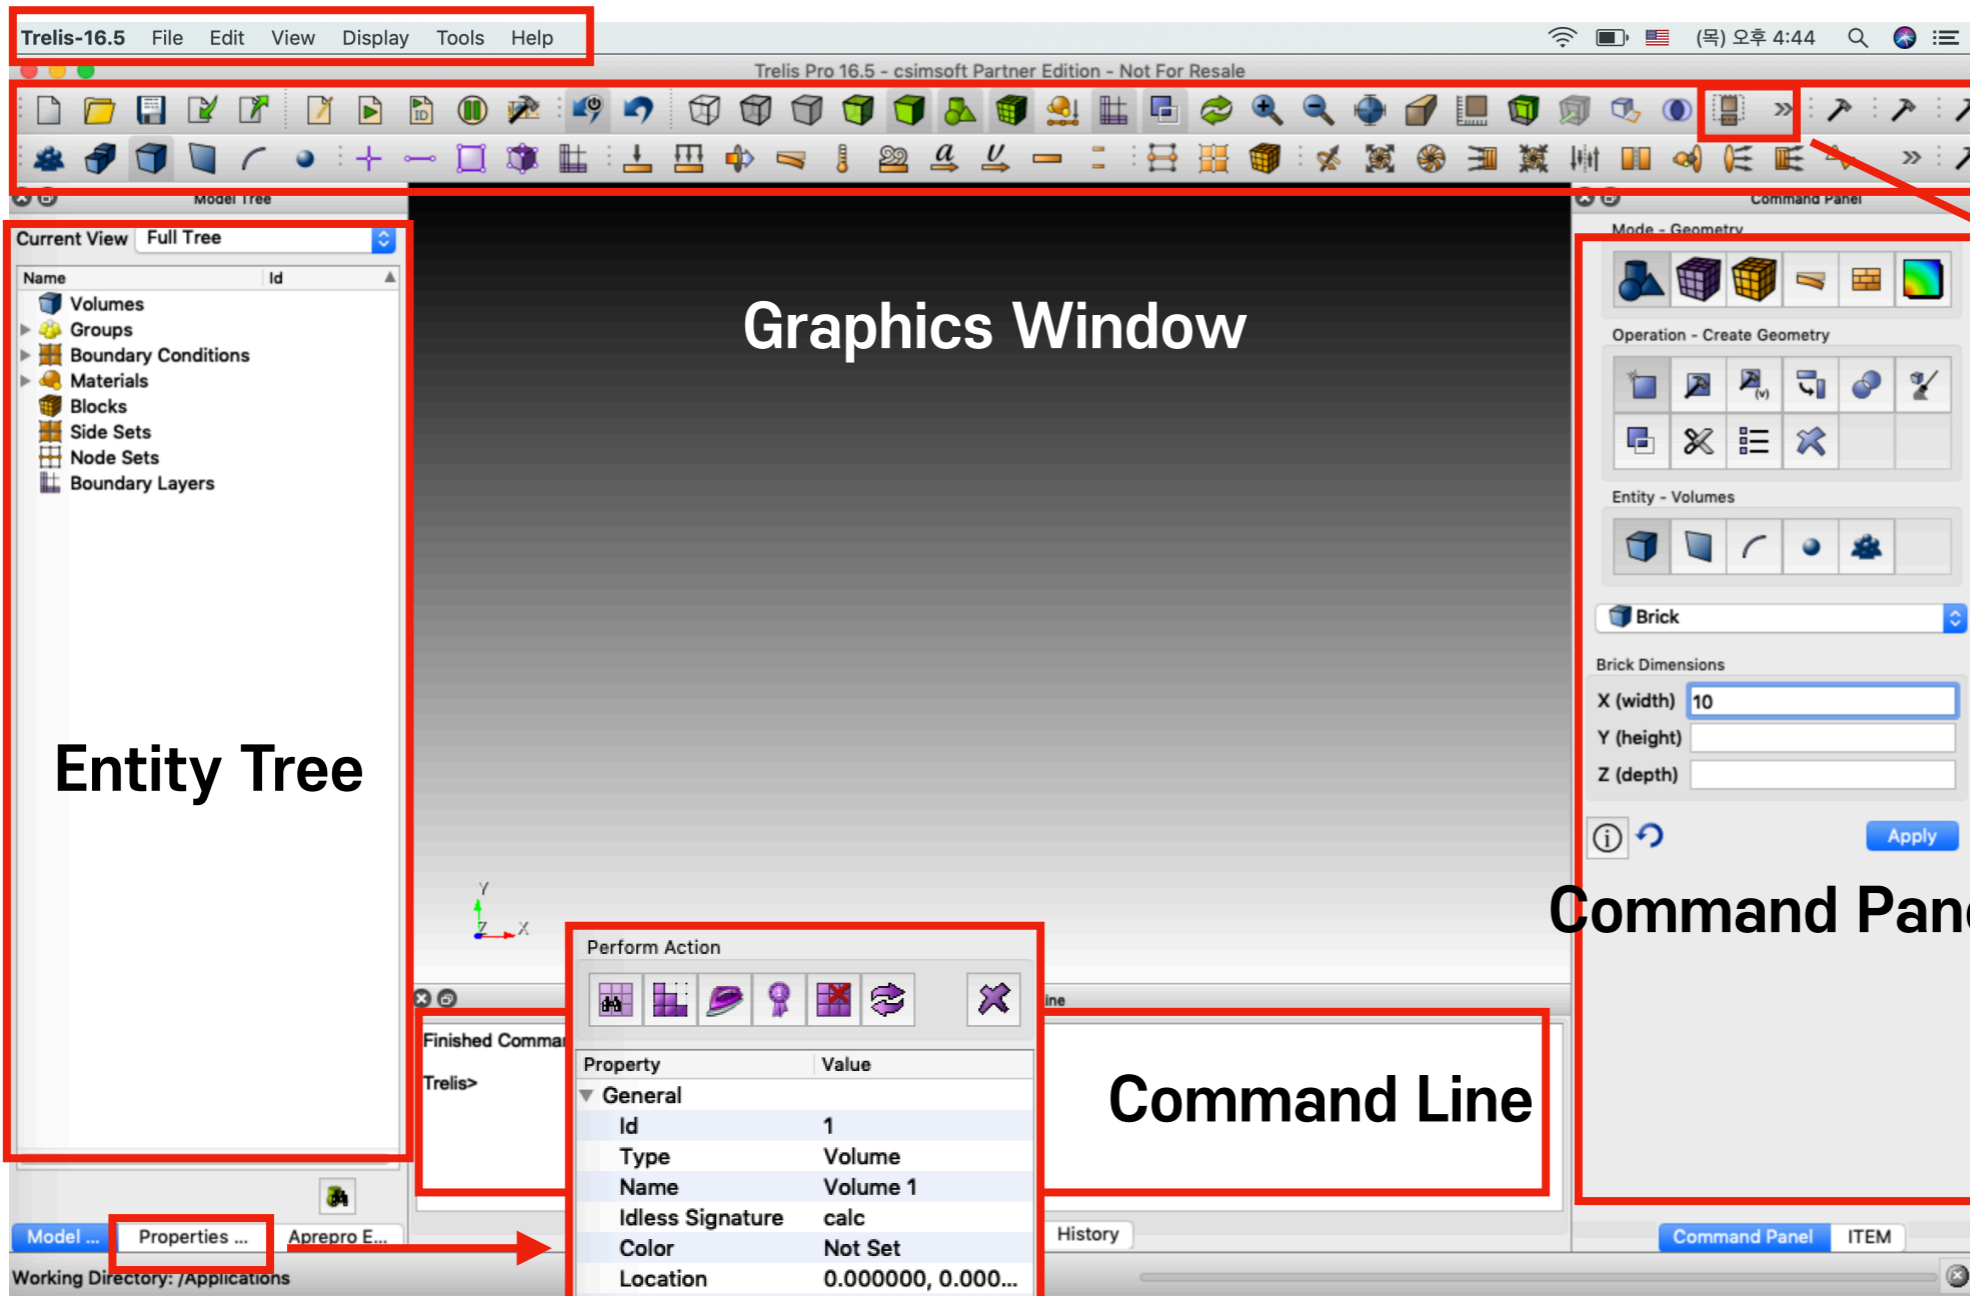 Trelis-16.5 File Edit View Display Tools Help (목) 오후 4:44
Trelis Pro 16.5 - csimsoft Partner Edition - Not For Resale
ID
(v)
Model Tree
Current View Full Tree
Name Id
Volumes
Groups
Boundary Conditions
Materials
Blocks
Side Sets
Node Sets
Boundary Layers
Entity Tree
Model ...
Properties ...
Aprepro E...
Working Directory: /Applications
Graphics Window
Y
Z X
Finished Comma
Trelis>
Command Line
History
Perform Action
Property Value
General
Id 1
Type Volume
Name Volume 1
Idless Signature calc
Color Not Set
Location 0.000000, 0.000...
Command Panel
Mode - Geometry
Operation - Create Geometry
Entity - Volumes
Brick
Brick Dimensions
X (width) 10
Y (height)
Z (depth)
Apply
Command Pan
Command Panel
ITEM